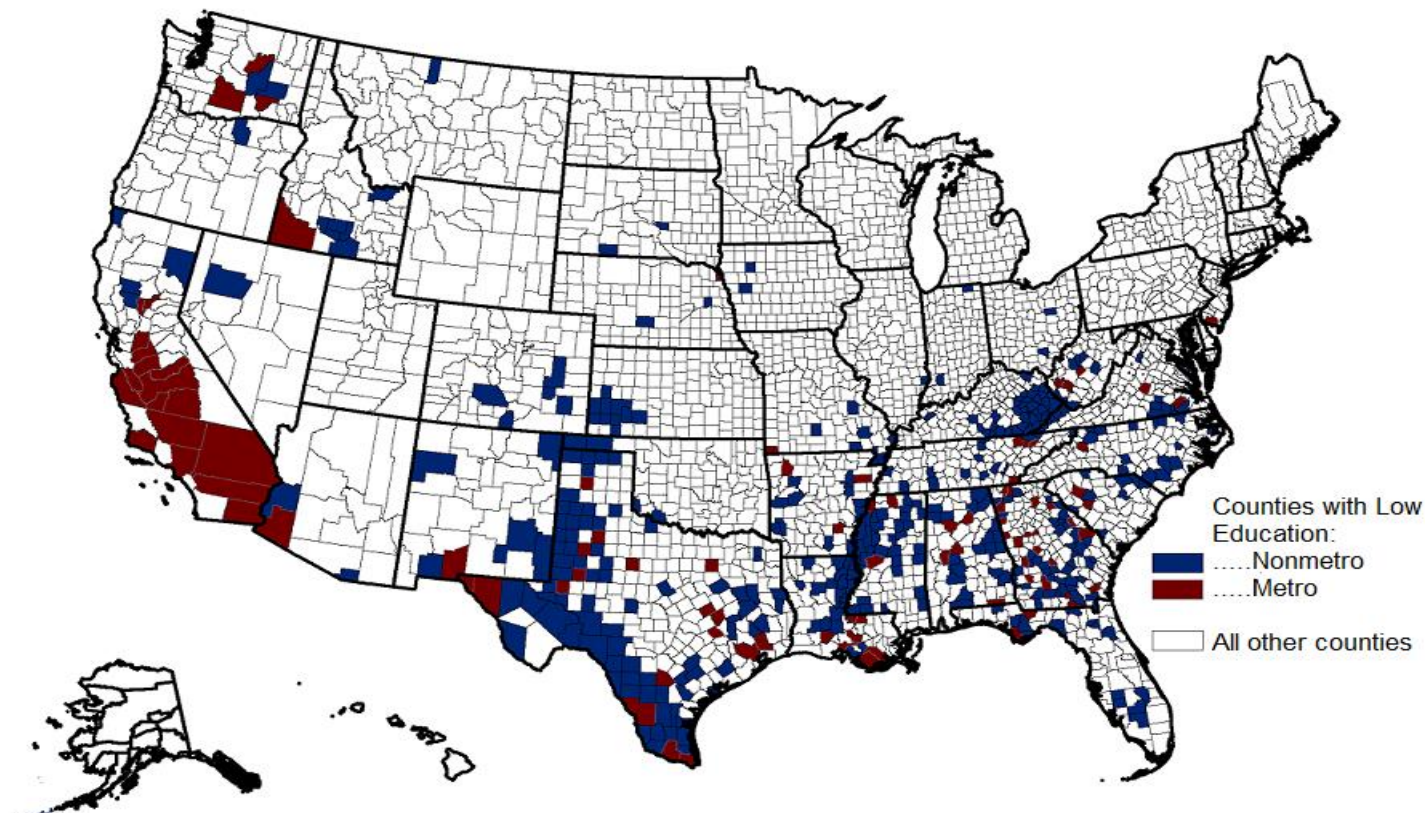 Counties with Low
Education:
.....Nonmetro
.....Metro
All other counties